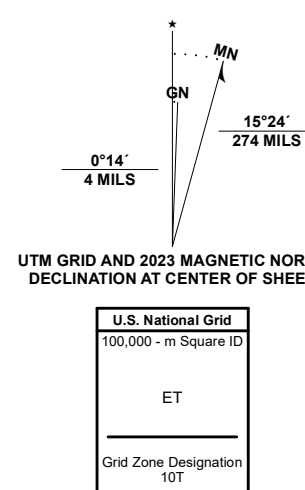 ★
MN
GN
15°24´
274 MILS
0°14´
4 MILS
UTM GRID AND 2023 MAGNETIC NOR
DECLINATION AT CENTER OF SHEE
U.S. National Grid
100,000 - m Square ID
ET
Grid Zone Designation
10T